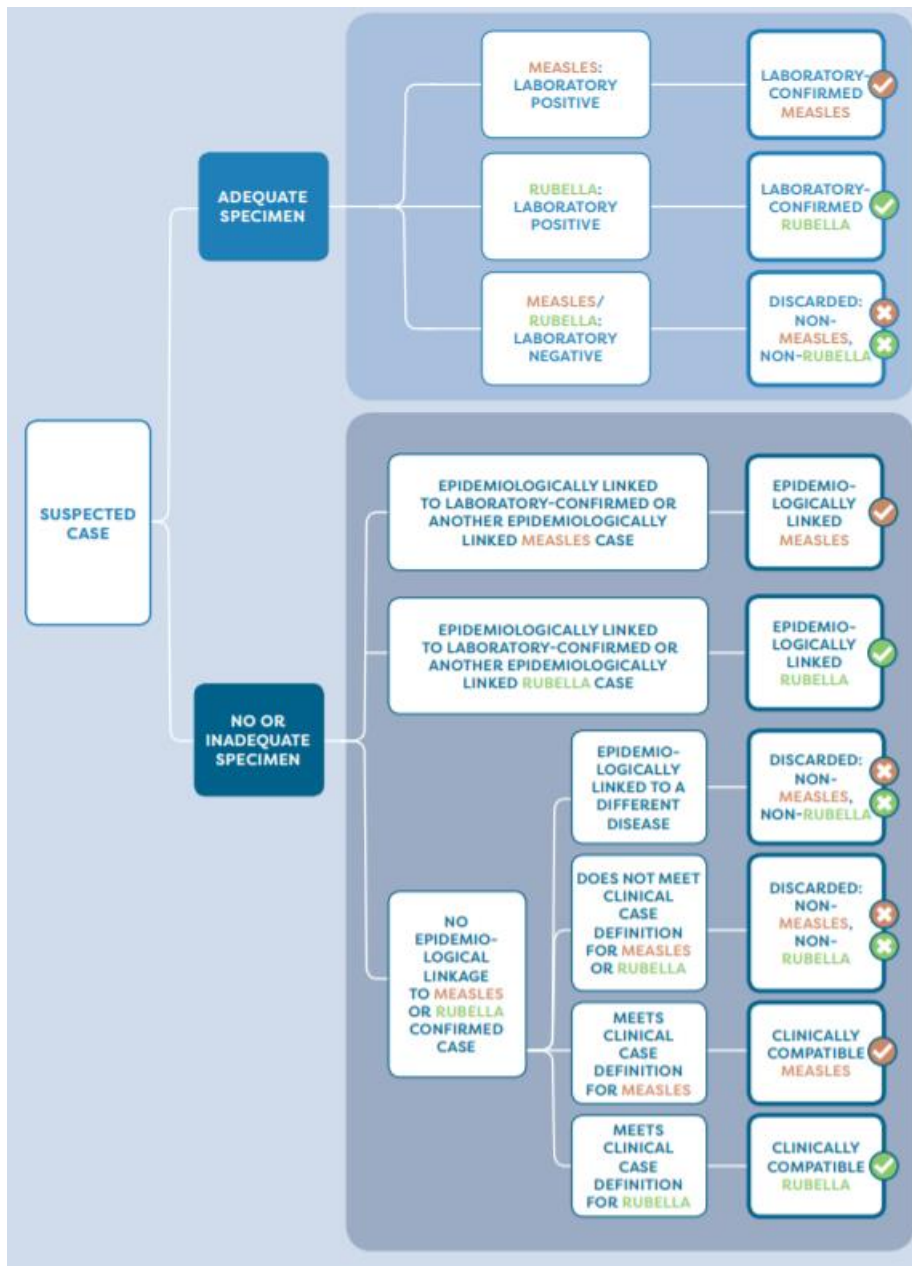 SUSPECTED
CASE
ADEQUATE
SPECIMEN
MEASLES:
LABORATORY
POSITIVE
LABORATORY-
CONFIRMED
MEASLES
RUBELLA:
LABORATORY
POSITIVE
LABORATORY-
CONFIRMED
RUBELLA
MEASLES/
RUBELLA:
LABORATORY
NEGATIVE
DISCARDED:
NON-
MEASLES,
NON-RUBELLA
NO OR
INADEQUATE
SPECIMEN
EPIDEMIOLOGICALLY LINKED
TO LABORATORY-CONFIRMED OR
ANOTHER EPIDEMIOLOGICALLY
LINKED MEASLES CASE
EPIDEMIO-
LOGICALLY
LINKED
MEASLES
EPIDEMIOLOGICALLY LINKED
TO LABORATORY-CONFIRMED OR
ANOTHER EPIDEMIOLOGICALLY
LINKED RUBELLA CASE
EPIDEMIO-
LOGICALLY
LINKED
RUBELLA
NO
EPIDEMIO-
LOGICAL
LINKAGE
TO MEASLES
OR RUBELLA
CONFIRMED
CASE
EPIDEMIO-
LOGICALLY
LINKED TO A
DIFFERENT
DISEASE
DISCARDED:
NON-
MEASLES,
NON-RUBELLA
DOES NOT MEET
CLINICAL
CASE
DEFINITION
FOR MEASLES
OR RUBELLA
DISCARDED:
NON-
MEASLES,
NON-
RUBELLA
MEETS
CLINICAL
CASE
DEFINITION
FOR MEASLES
CLINICALLY
COMPATIBLE
MEASLES
MEETS
CLINICAL
CASE
DEFINITION
FOR RUBELLA
CLINICALLY
COMPATIBLE
RUBELLA